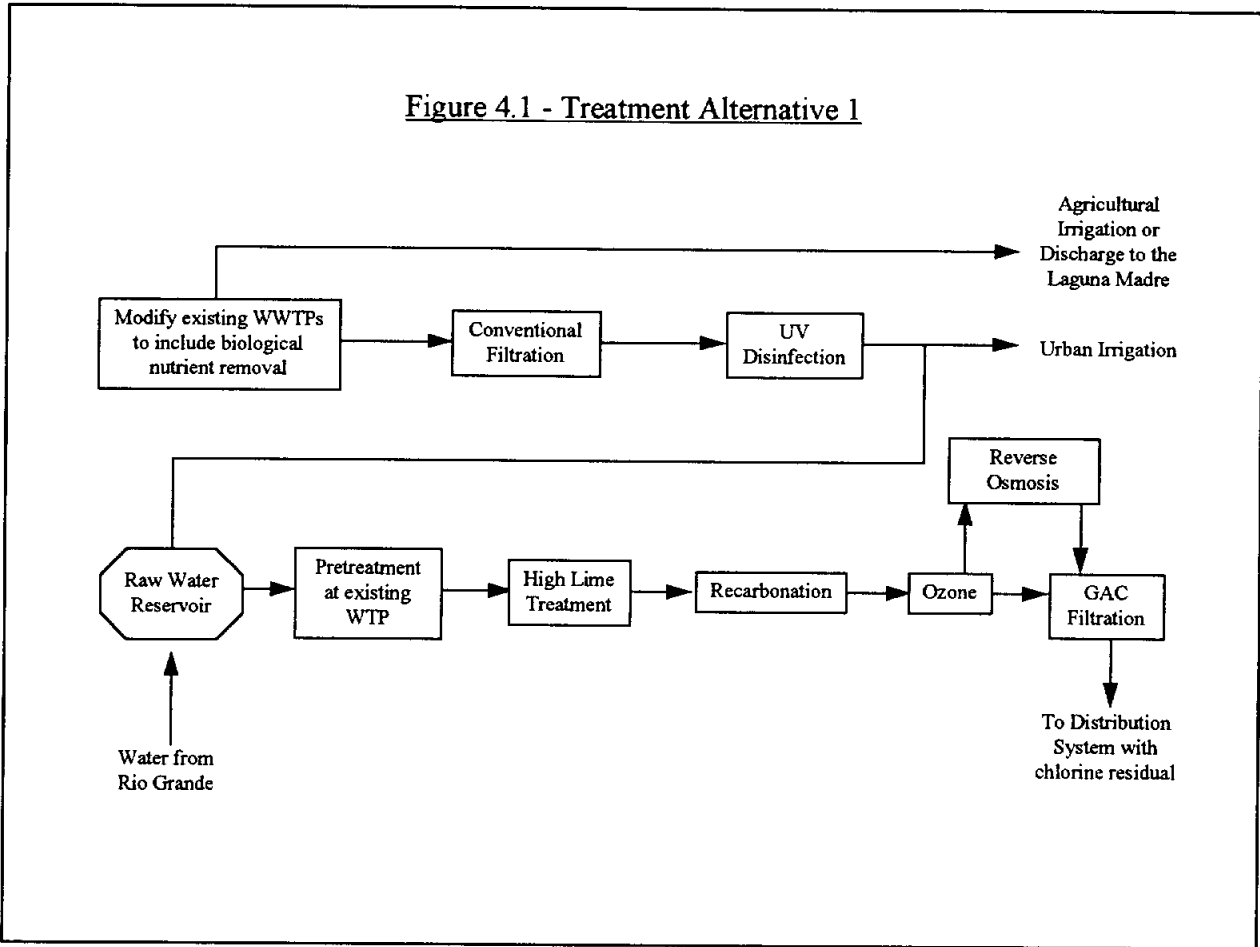 Figure 4.1 - Treatment Alternative 1
Agricultural
Irrigation or
Discharge to the
Laguna Madre
Modify existing WWTPs
to include biological
nutrient removal
Conventional
Filtration
UV
Disinfection
Urban Irrigation
Reverse
Osmosis
Raw Water
Reservoir
Pretreatment
at existing
WTP
High Lime
Treatment
Recarbonation
Ozone
GAC
Filtration
Water from
Rio Grande
To Distribution
System with
chlorine residual